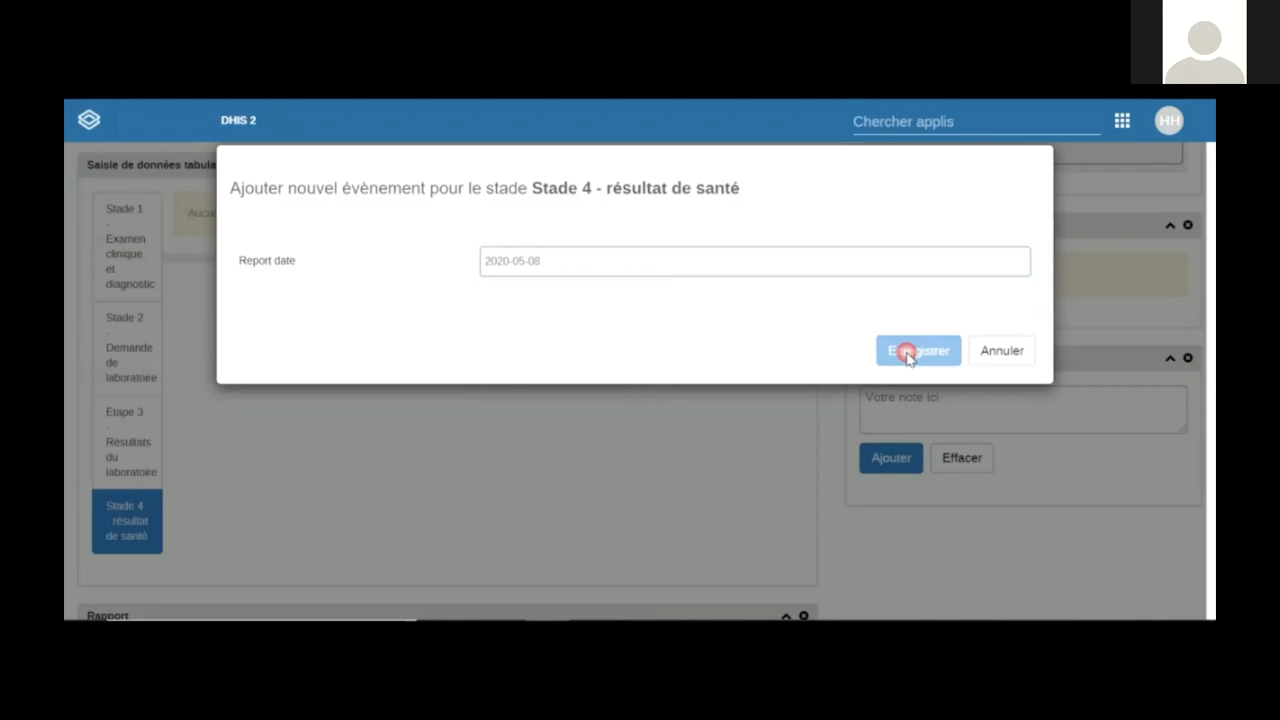 DHIS 2
Chercher applis
HH
Saisie de données tabula
Ajouter nouvel évènement pour le stade Stade 4 - résultat de santé
Report date
2020-05-08
Enregistrer
Annuler
Stade 1
-
Examen
clinique
et
diagnostic
Aucun
Stade 2
-
Demande
de
laboratoire
Étape 3
-
Résultats
du
laboratoire
Stade 4
- résultat
de santé
Votre note ici
Ajouter
Effacer
Rapport